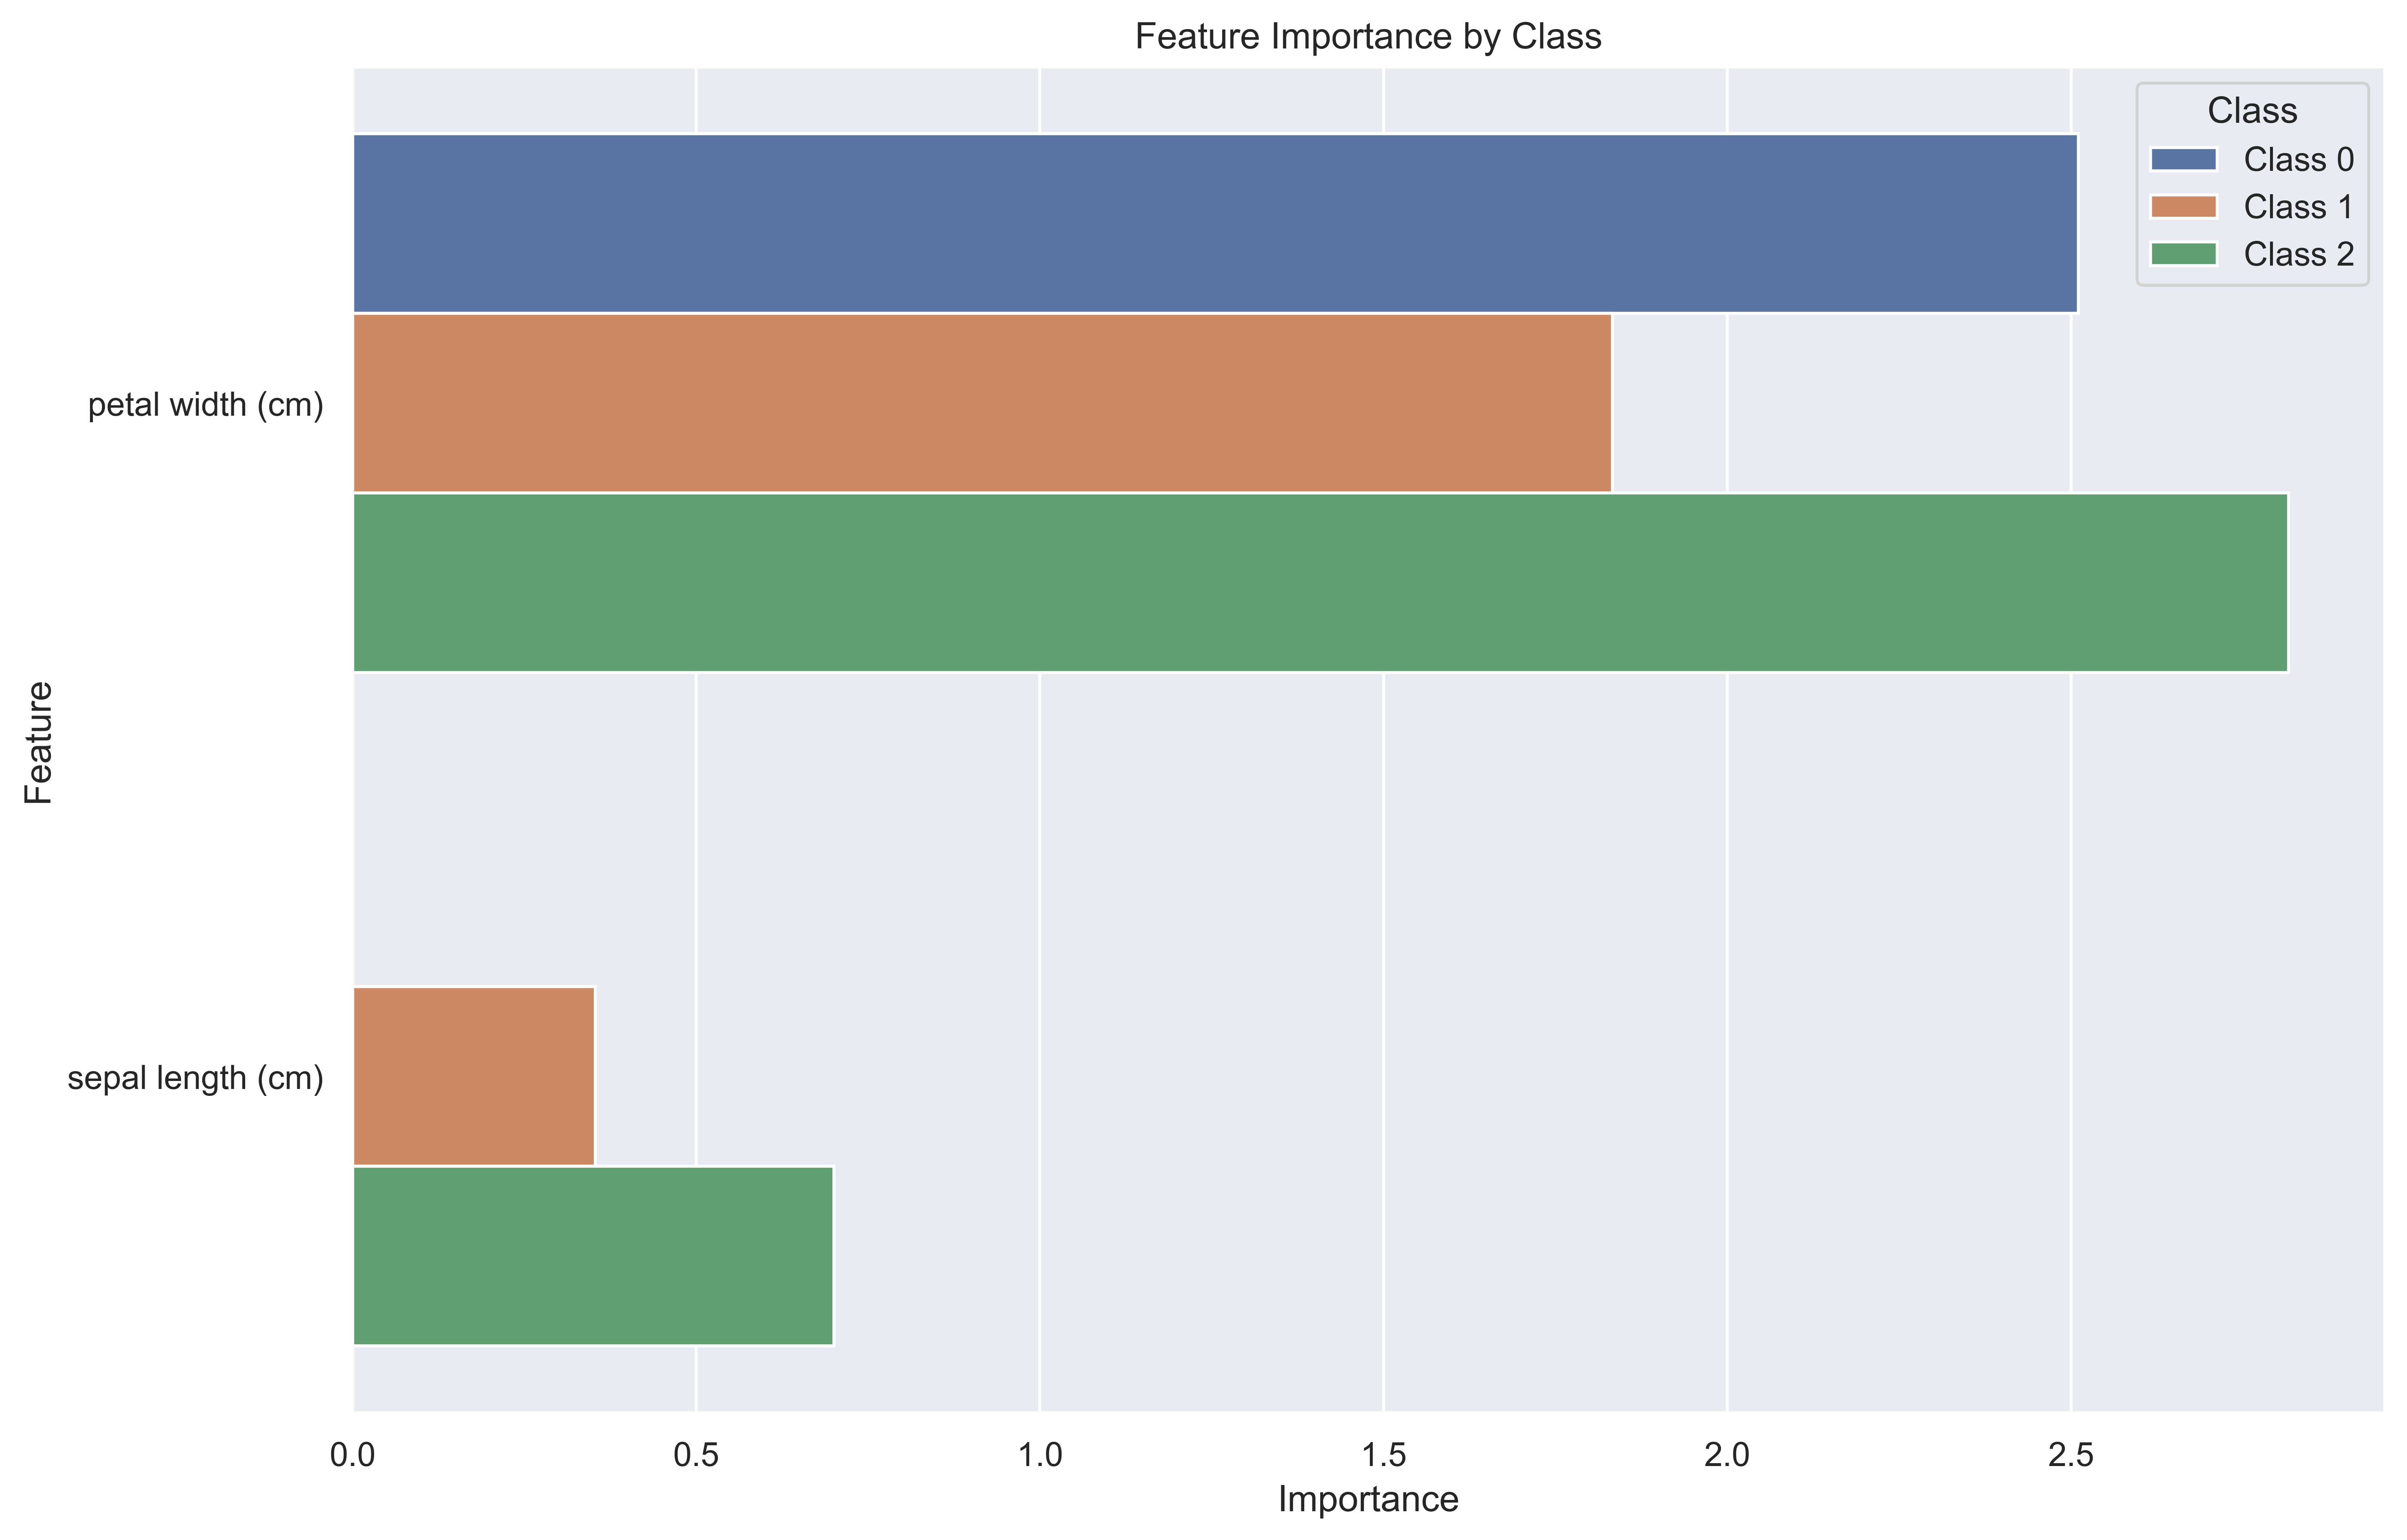 Feature Importance by Class
Class
Class 0
Class 1
Class 2
petal width (cm)
Feature
sepal length (cm)
0.0 0.5 1.0 1.5 2.0 2.5
Importance